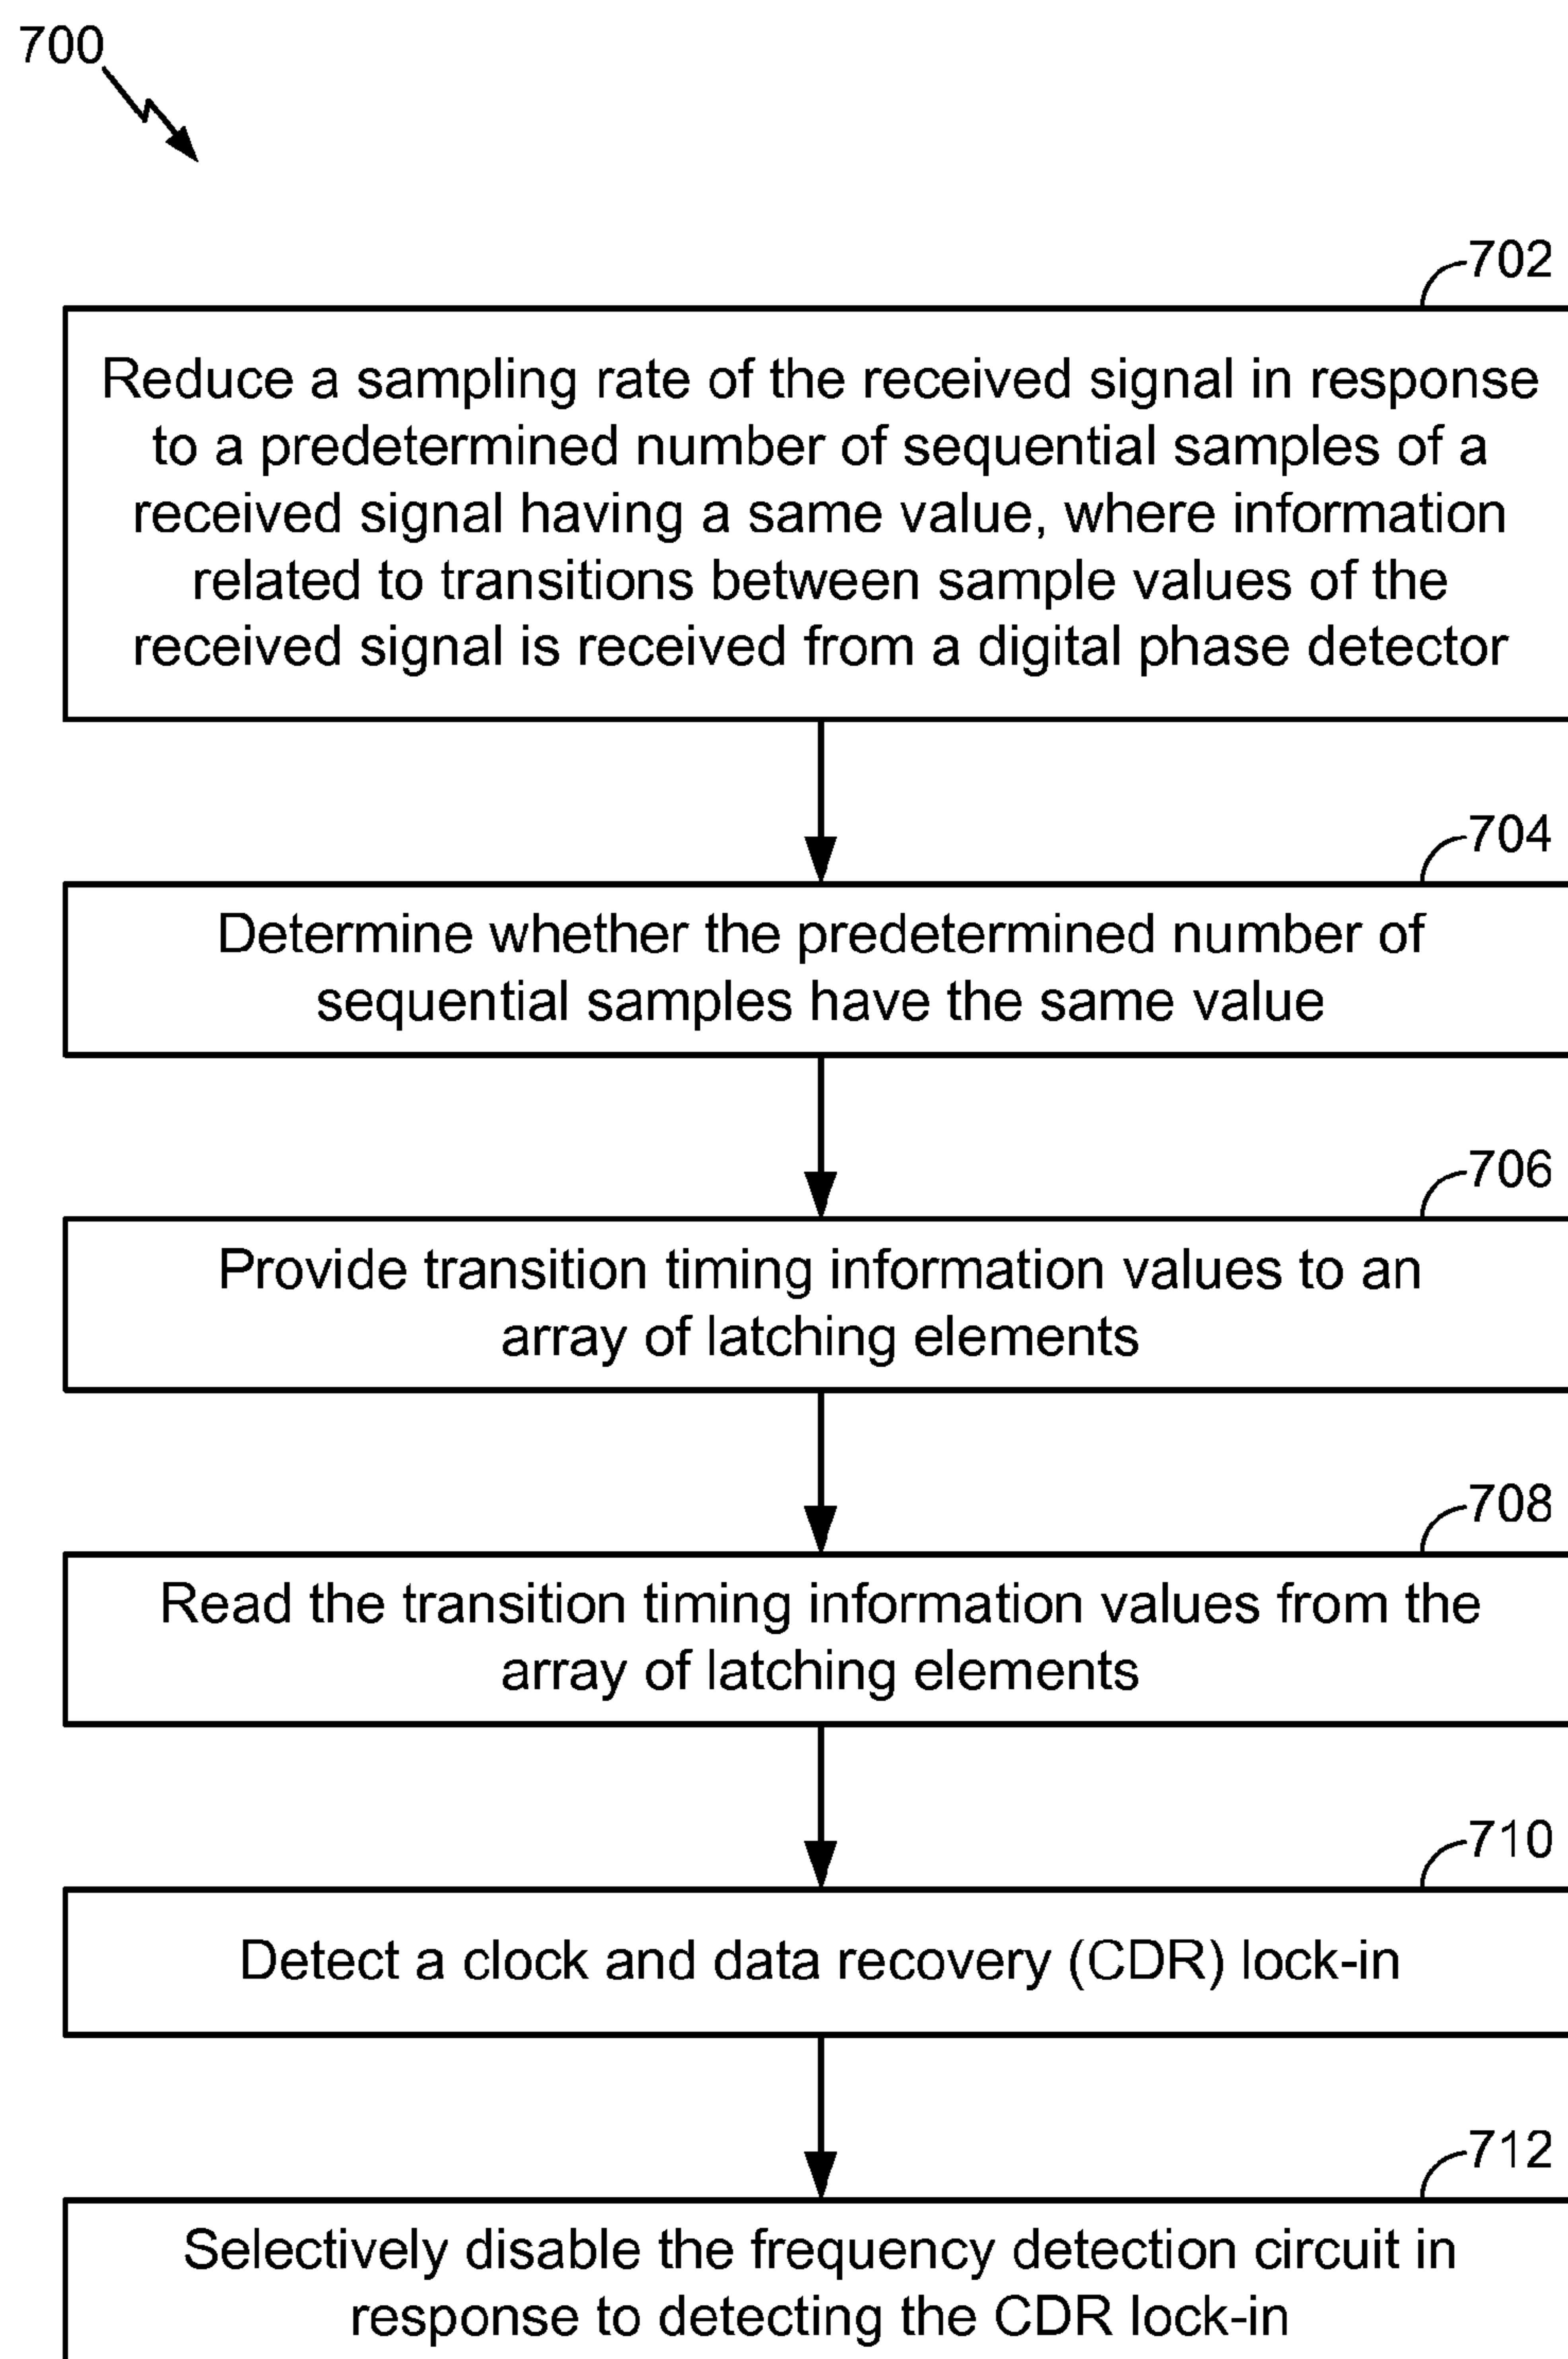 700
702
Reduce a sampling rate of the received signal in response
to a predetermined number of sequential samples of a
received signal having a same value, where information
related to transitions between sample values of the
received signal is received from a digital phase detector
704
Determine whether the predetermined number of
sequential samples have the same value
706
Provide transition timing information values to an
array of latching elements
708
Read the transition timing information values from the
array of latching elements
710
Detect a clock and data recovery (CDR) lock-in
712
Selectively disable the frequency detection circuit in
response to detecting the CDR lock-in